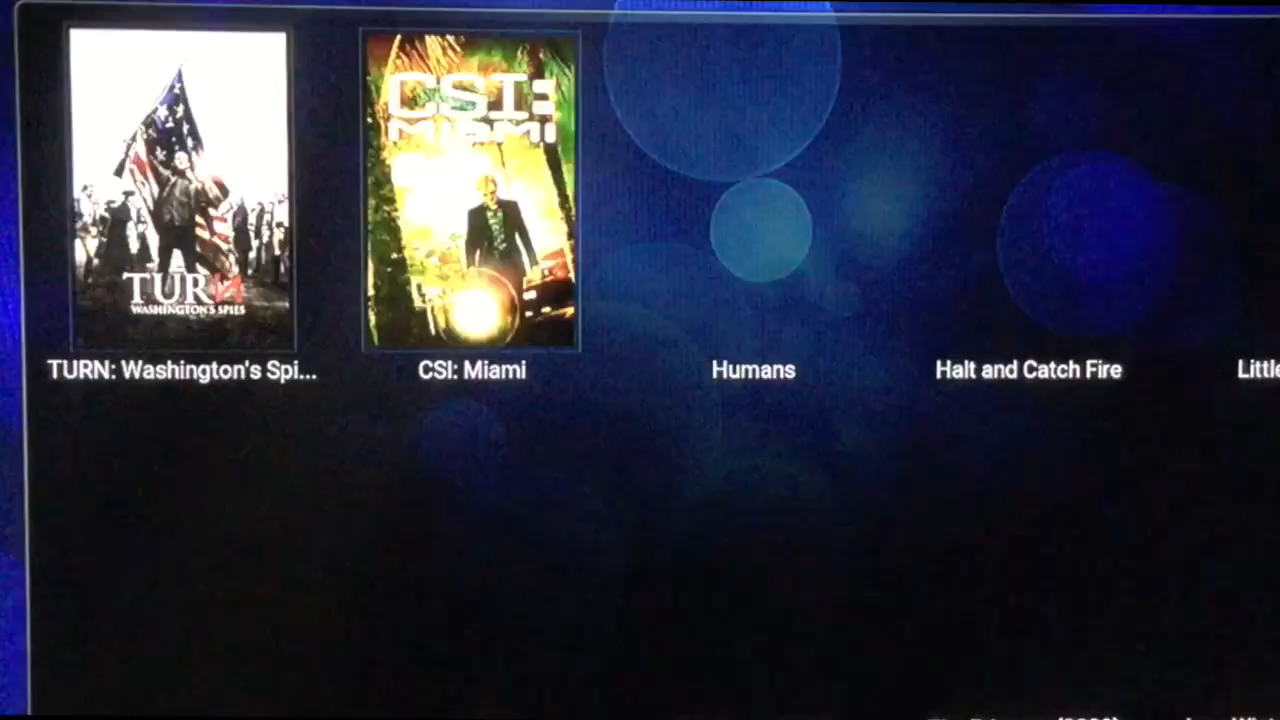 TURN
WASHINGTON'S SPIES
CSI:
MIAMI
TURN: Washington's Spi...
CSI: Miami
Humans
Halt and Catch Fire
Little